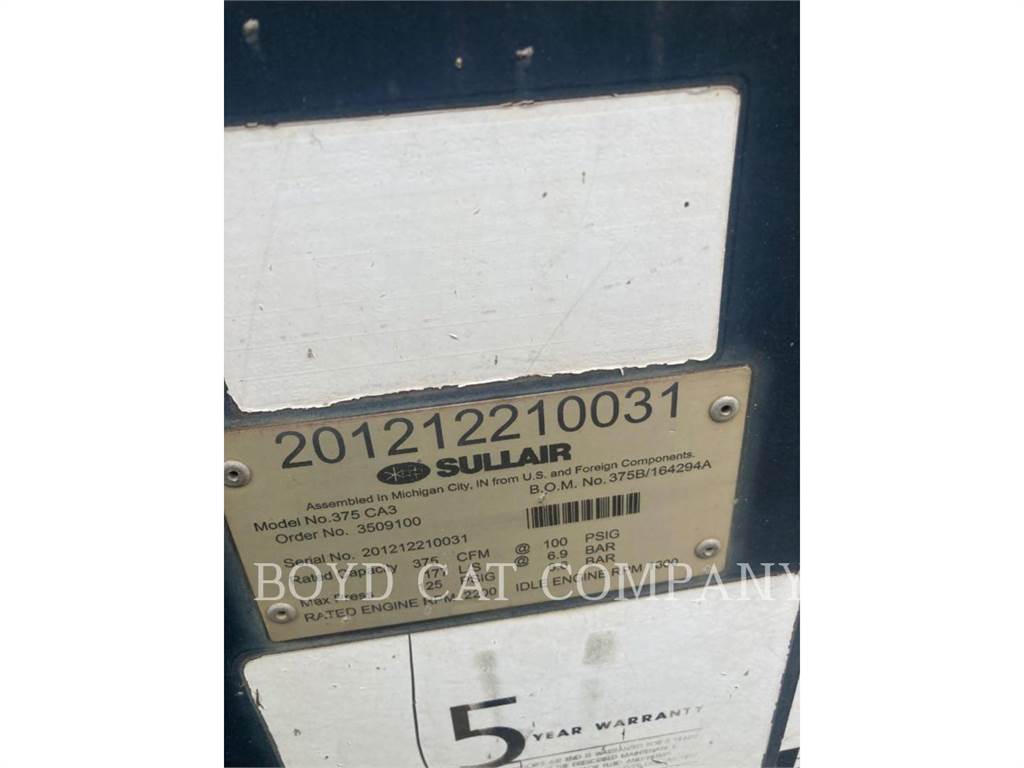 201212210031
SULLAIR
Assembled in Michigan City, IN from U.S. and Foreign Components.
Model No. 375 CA3
B.O.M. No. 375B/164294A
Order No. 3509100
Serial No. 201212210031
Rated Capacity 375 CFM @ 100 PSIG
177 L/S @ 6.9 BAR
Max Press 125 PSIG BAR
RATED ENGINE RPM 2200 IDLE ENGINE RPM
BOYD CAT COMPANY
5 YEAR WARRANTY